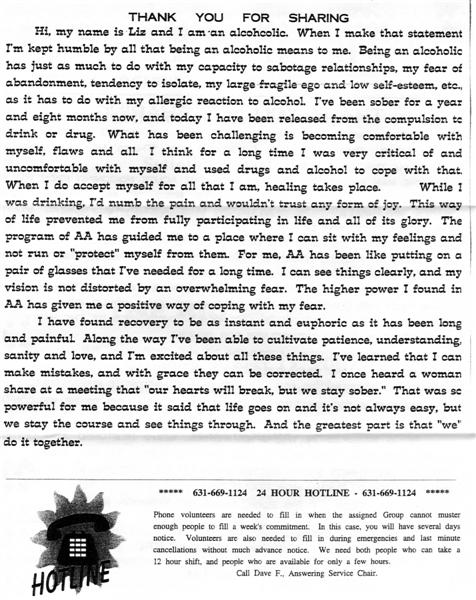 THANK YOU FOR SHARING
Hi, my name is Liz and I am an alcoholic. When I make that statement
I'm kept humble by all that being an alcoholic means to me. Being an alcoholic
has just as much to do with my capacity to sabotage relationships, my fear of
abandonment, tendency to isolate, my large fragile ego and low self-esteem, etc.,
as it has to do with my allergic reaction to alcohol. I've been sober for a year
and eight months now, and today I have been released from the compulsion to
drink or drug. What has been challenging is becoming comfortable with
myself, flaws and all. I think for a long time I was very critical of and
uncomfortable with myself and used drugs and alcohol to cope with that.
When I do accept myself for all that I am, healing takes place. While I
was drinking, I'd numb the pain and wouldn't trust any form of joy. This way
of life prevented me from fully participating in life and all of its glory. The
program of AA has guided me to a place where I can sit with my feelings and
not run or "protect" myself from them. For me, AA has been like putting on a
pair of glasses that I've needed for a long time. I can see things clearly, and my
vision is not distorted by an overwhelming fear. The higher power I found in
AA has given me a positive way of coping with my fear.
I have found recovery to be as instant and euphoric as it has been long
and painful. Along the way I've been able to cultivate patience, understanding,
sanity and love, and I'm excited about all these things. I've learned that I can
make mistakes, and with grace they can be corrected. I once heard a woman
share at a meeting that "our hearts will break, but we stay sober." That was so
powerful for me because it said that life goes on and it's not always easy, but
we stay the course and see things through. And the greatest part is that "we"
do it together.
***** 631-669-1124 24 HOUR HOTLINE - 631-669-1124 *****
Phone volunteers are needed to fill in when the assigned Group cannot muster
enough people to fill a week's commitment. In this case, you will have several days
notice. Volunteers are also needed to fill in during emergencies and last minute
cancellations without much advance notice. We need both people who can take a
12 hour shift, and people who are available for only a few hours.
Call Dave F., Answering Service Chair.
HOTLINE